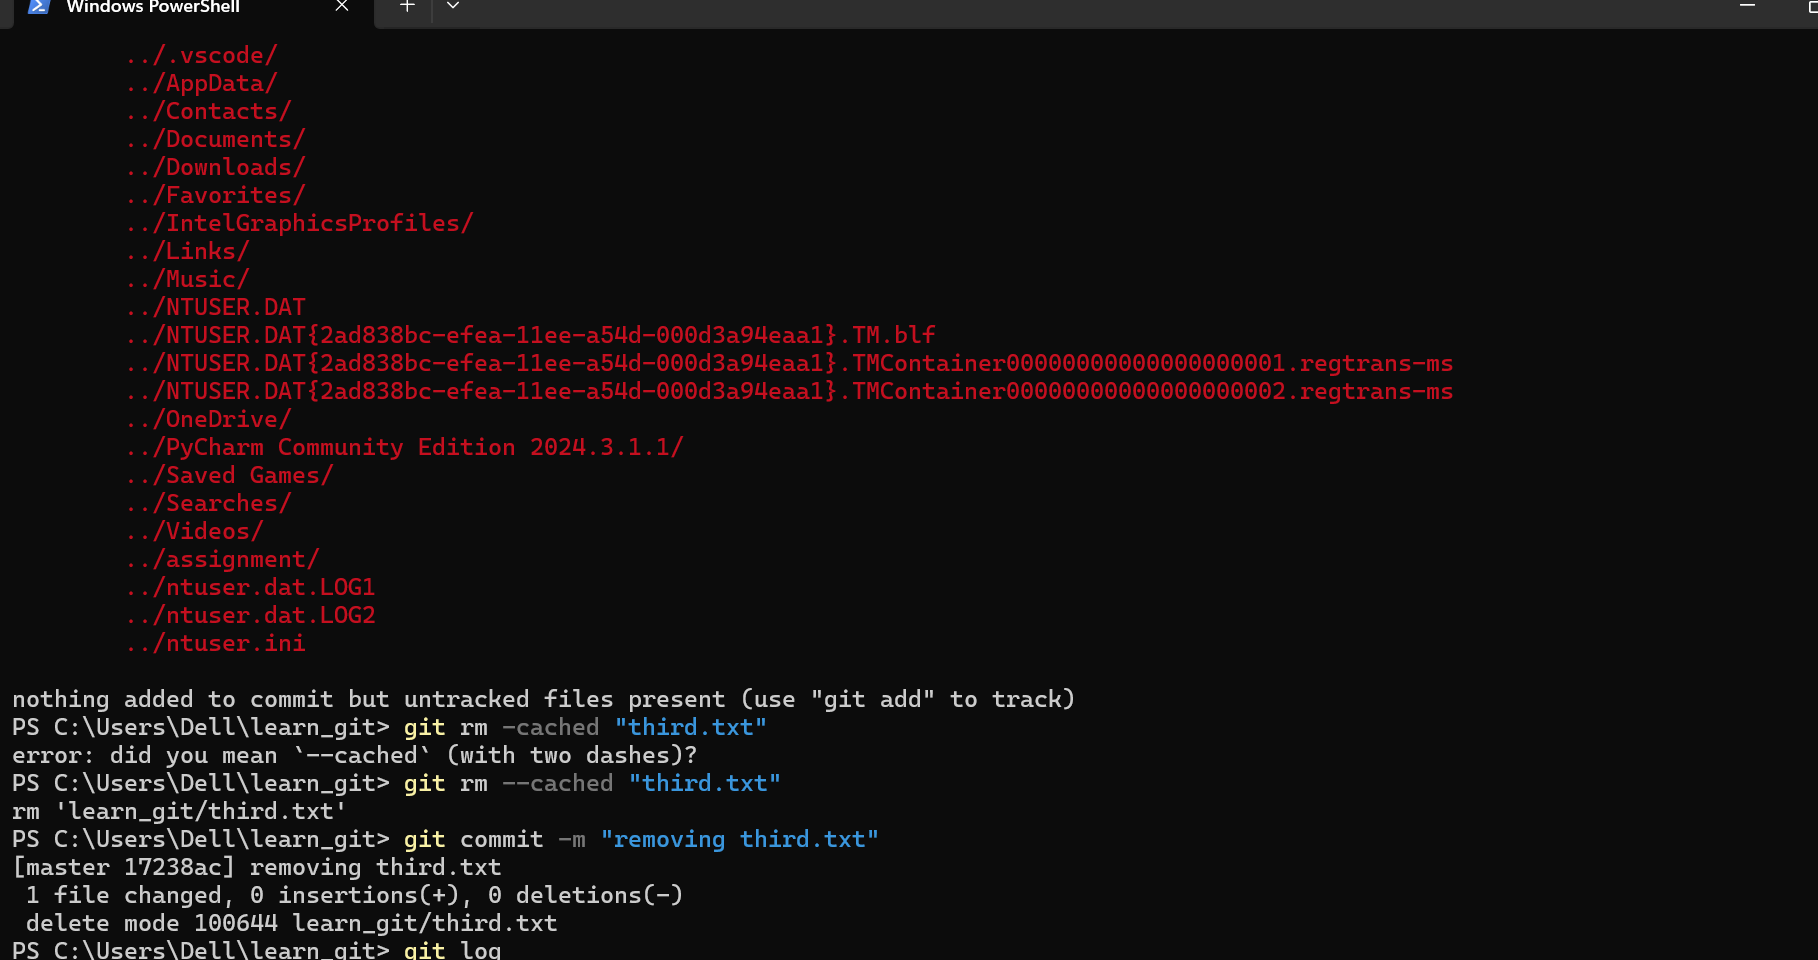 Windows PowerShell
../.vscode/
../AppData/
../Contacts/
../Documents/
../Downloads/
../Favorites/
../IntelGraphicsProfiles/
../Links/
../Music/
../NTUSER.DAT
../NTUSER.DAT{2ad838bc-efea-11ee-a54d-000d3a94eaa1}.TM.blf
../NTUSER.DAT{2ad838bc-efea-11ee-a54d-000d3a94eaa1}.TMContainer00000000000000000001.regtrans-ms
../NTUSER.DAT{2ad838bc-efea-11ee-a54d-000d3a94eaa1}.TMContainer00000000000000000002.regtrans-ms
../OneDrive/
../PyCharm Community Edition 2024.3.1.1/
../Saved Games/
../Searches/
../Videos/
../assignment/
../ntuser.dat.LOG1
../ntuser.dat.LOG2
../ntuser.ini
nothing added to commit but untracked files present (use "git add" to track)
PS C:\Users\Dell\learn_git> git rm -cached "third.txt"
error: did you mean `--cached` (with two dashes)?
PS C:\Users\Dell\learn_git> git rm --cached "third.txt"
rm 'learn_git/third.txt'
PS C:\Users\Dell\learn_git> git commit -m "removing third.txt"
[master 17238ac] removing third.txt
 1 file changed, 0 insertions(+), 0 deletions(-)
 delete mode 100644 learn_git/third.txt
PS C:\Users\Dell\learn_git> git log